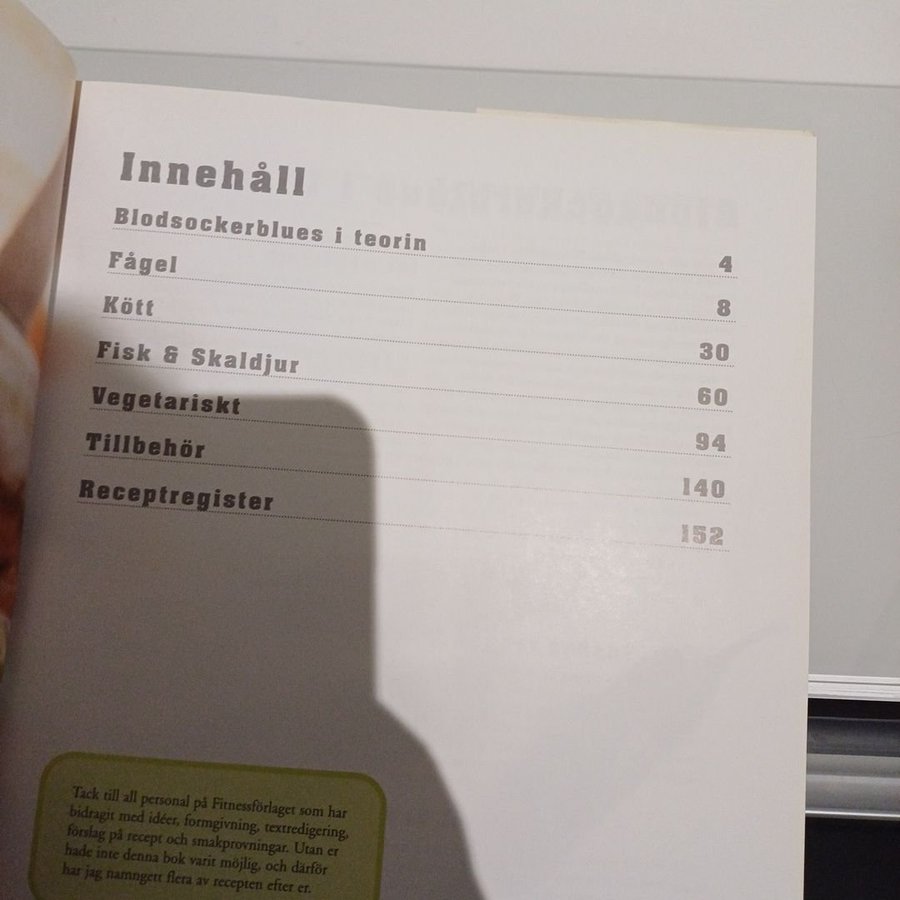 Innehåll
Blodsockerblues i teorin 4
Fågel 8
Kött 30
Fisk & Skaldjur 60
Vegetariskt 94
Tillbehör 140
Receptregister 152
Tack till all personal på Fitnessförlaget som har
bidragit med idéer, formgivning, textredigering,
förslag på recept och smakprovningar. Utan er
hade inte denna bok varit möjlig, och därför
har jag namngett flera av recepten efter er.